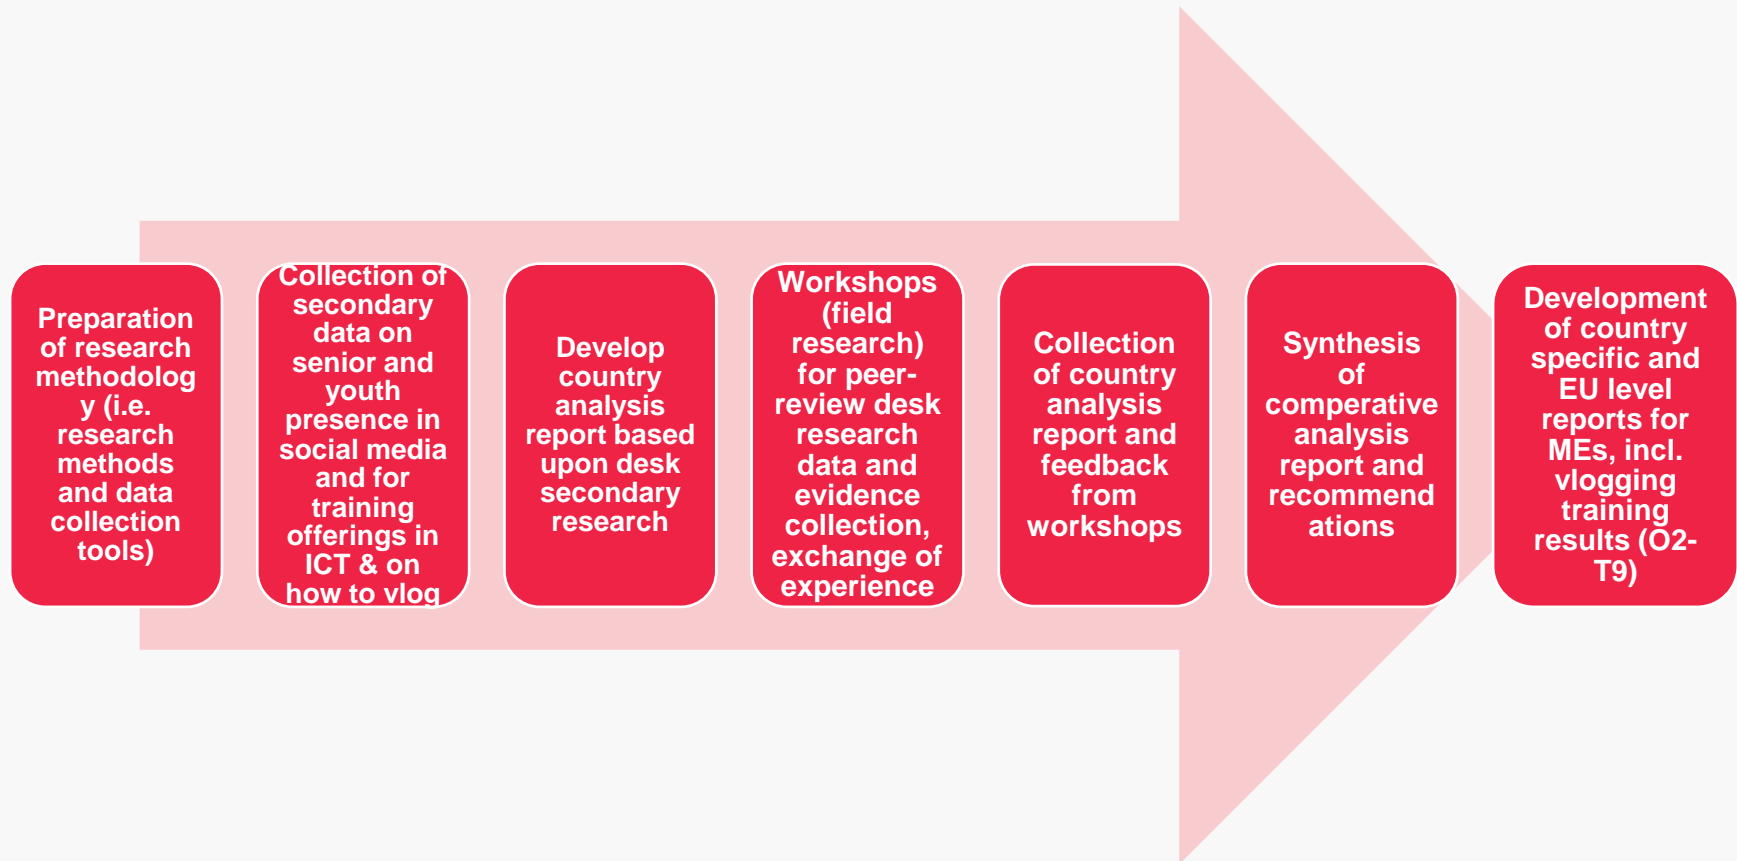 Preparation
of research
methodolog
y (i.e.
research
methods
and data
collection
tools)
Collection of
secondary
data on
senior and
youth
presence in
social media
and for
training
offerings in
ICT & on
how to vlog
Develop
country
analysis
report based
upon desk
secondary
research
Workshops
(field
research)
for peer-
review desk
research
data and
evidence
collection,
exchange of
experience
Collection
of country
analysis
report and
feedback
from
workshops
Synthesis
of
comperative
analysis
report and
recommend
ations
Development
of country
specific and
EU level
reports for
MEs, incl.
vlogging
training
results (O2-
T9)